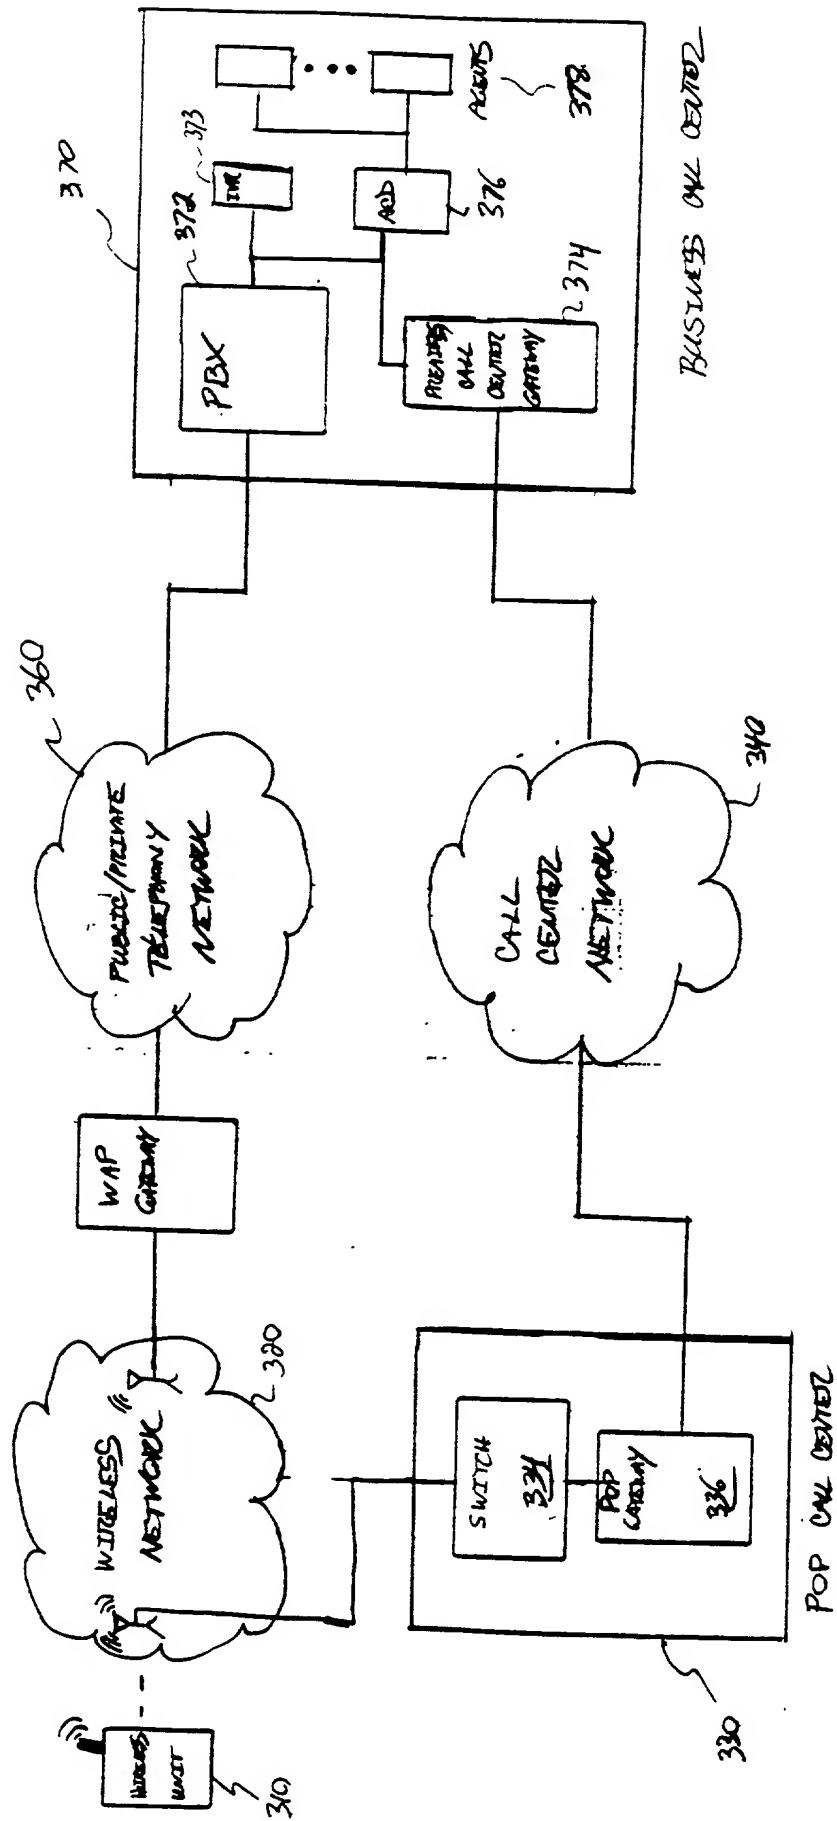 WIRELESS
UNIT
310
WIRELESS
NETWORK
320
WAP
GATEWAY
PUBLIC/PRIVATE
TELEPHONY
NETWORK
360
370
PBX
372
IVR
373
ACD
376
AGENTS
378
CALL
CENTER
GATEWAY
374
BUSINESS CALL CENTER
CALL
CENTER
NETWORK
340
SWITCH
334
POP
GATEWAY
336
330
POP CALL CENTER